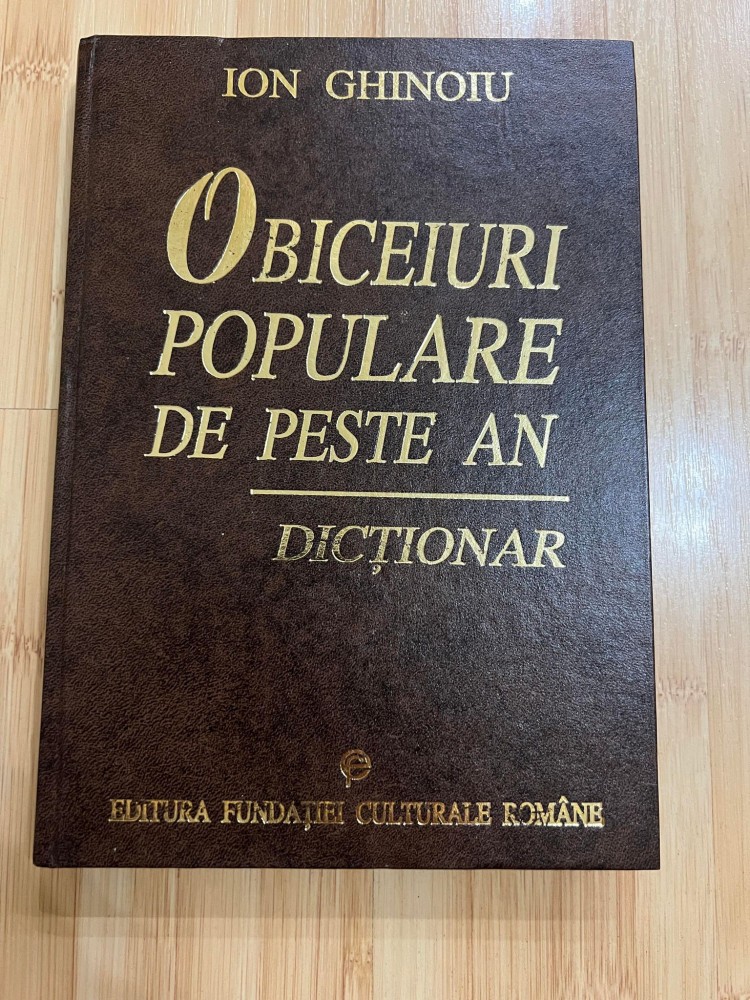 ION GHINOIU
OBICEIURI
POPULARE
DE PESTE AN
DICȚIONAR
EDITURA FUNDAȚIEI CULTURALE ROMÂNE